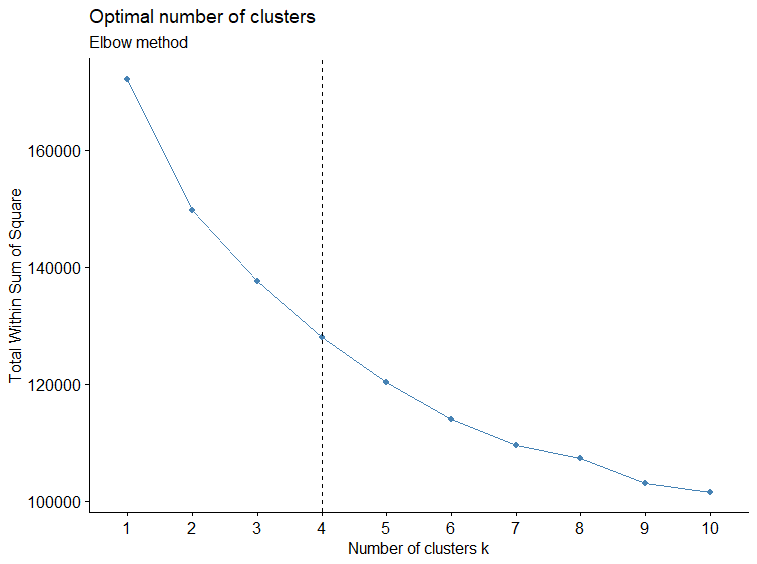 Optimal number of clusters
Elbow method
Total Within Sum of Square
160000
140000
120000
100000
1 2 3 4 5 6 7 8 9 10
Number of clusters k